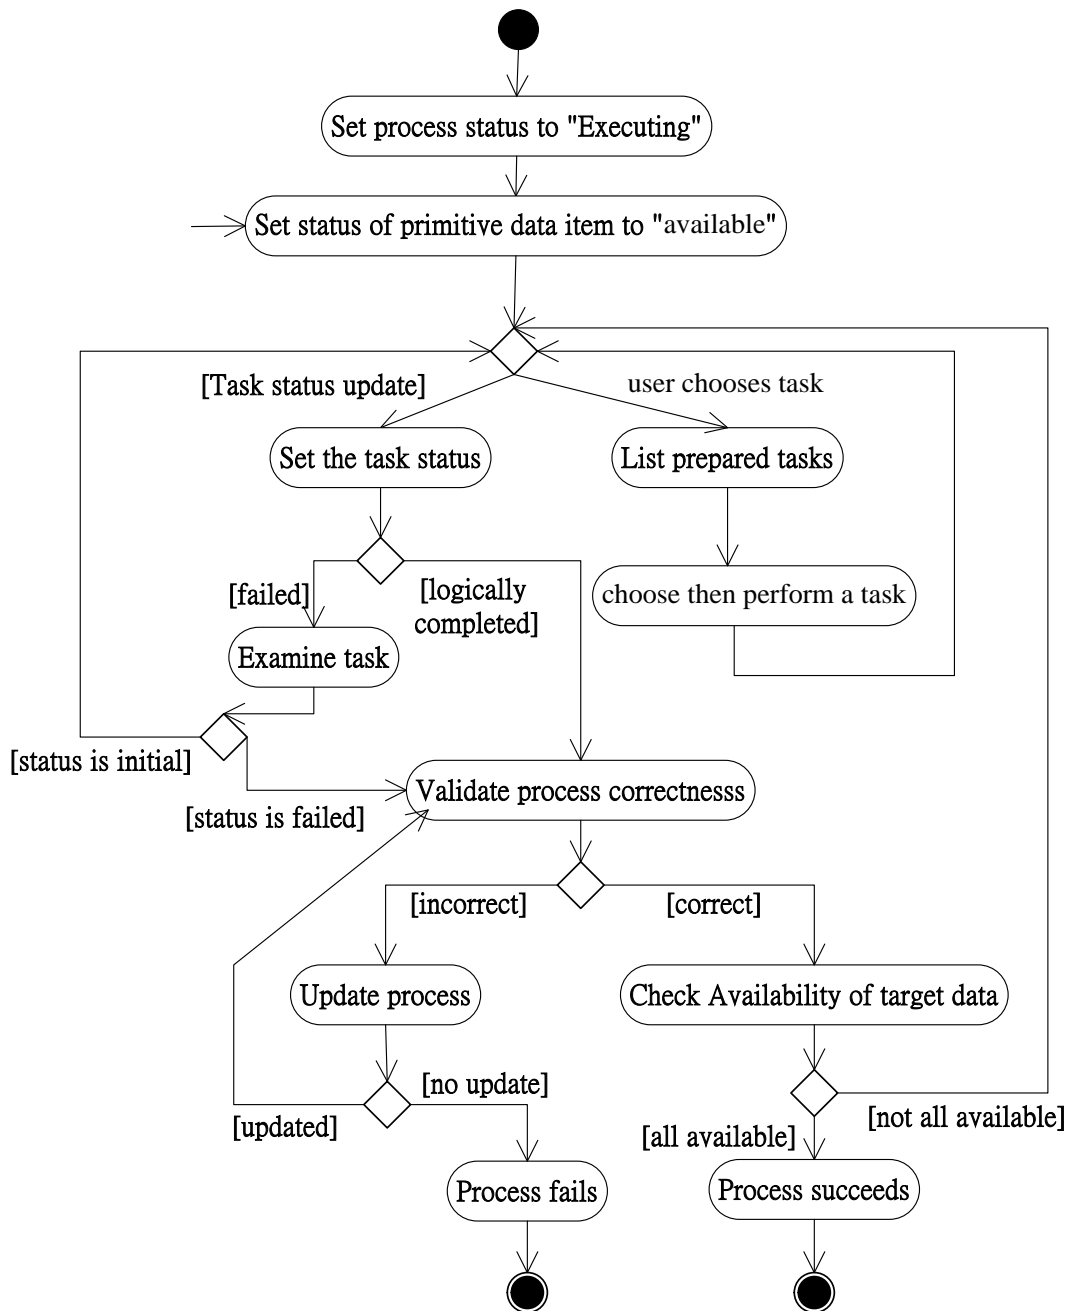 Set process status to "Executing"
Set status of primitive data item to "available"
[Task status update]
user chooses task
Set the task status
List prepared tasks
[failed]
[logically
completed]
choose then perform a task
Examine task
[status is initial]
[status is failed]
Validate process correctnesss
[incorrect]
[correct]
Update process
Check Availability of target data
[updated]
[no update]
[all available]
[not all available]
Process fails
Process succeeds